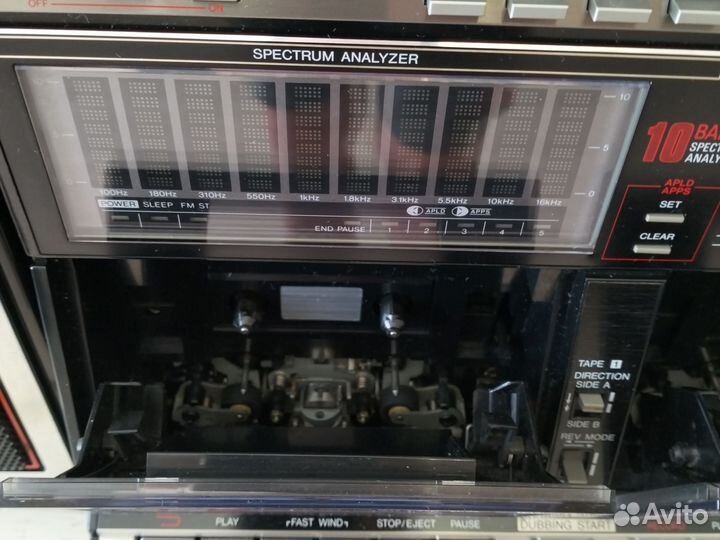 OFF ON
SPECTRUM ANALYZER
10
5
0
100Hz 180Hz 310Hz 550Hz 1kHz 1.8kHz 3.1kHz 5.5kHz 10kHz 16kHz
POWER SLEEP FM ST
APLD APPS
END PAUSE 1 2 3 4 5
10 BA
SPECT
ANALY
APLD
APPS
SET
CLEAR
TAPE 1
DIRECTION
SIDE A
SIDE B
REV MODE
PLAY FAST WIND STOP/EJECT PAUSE DUBBING START
Avito